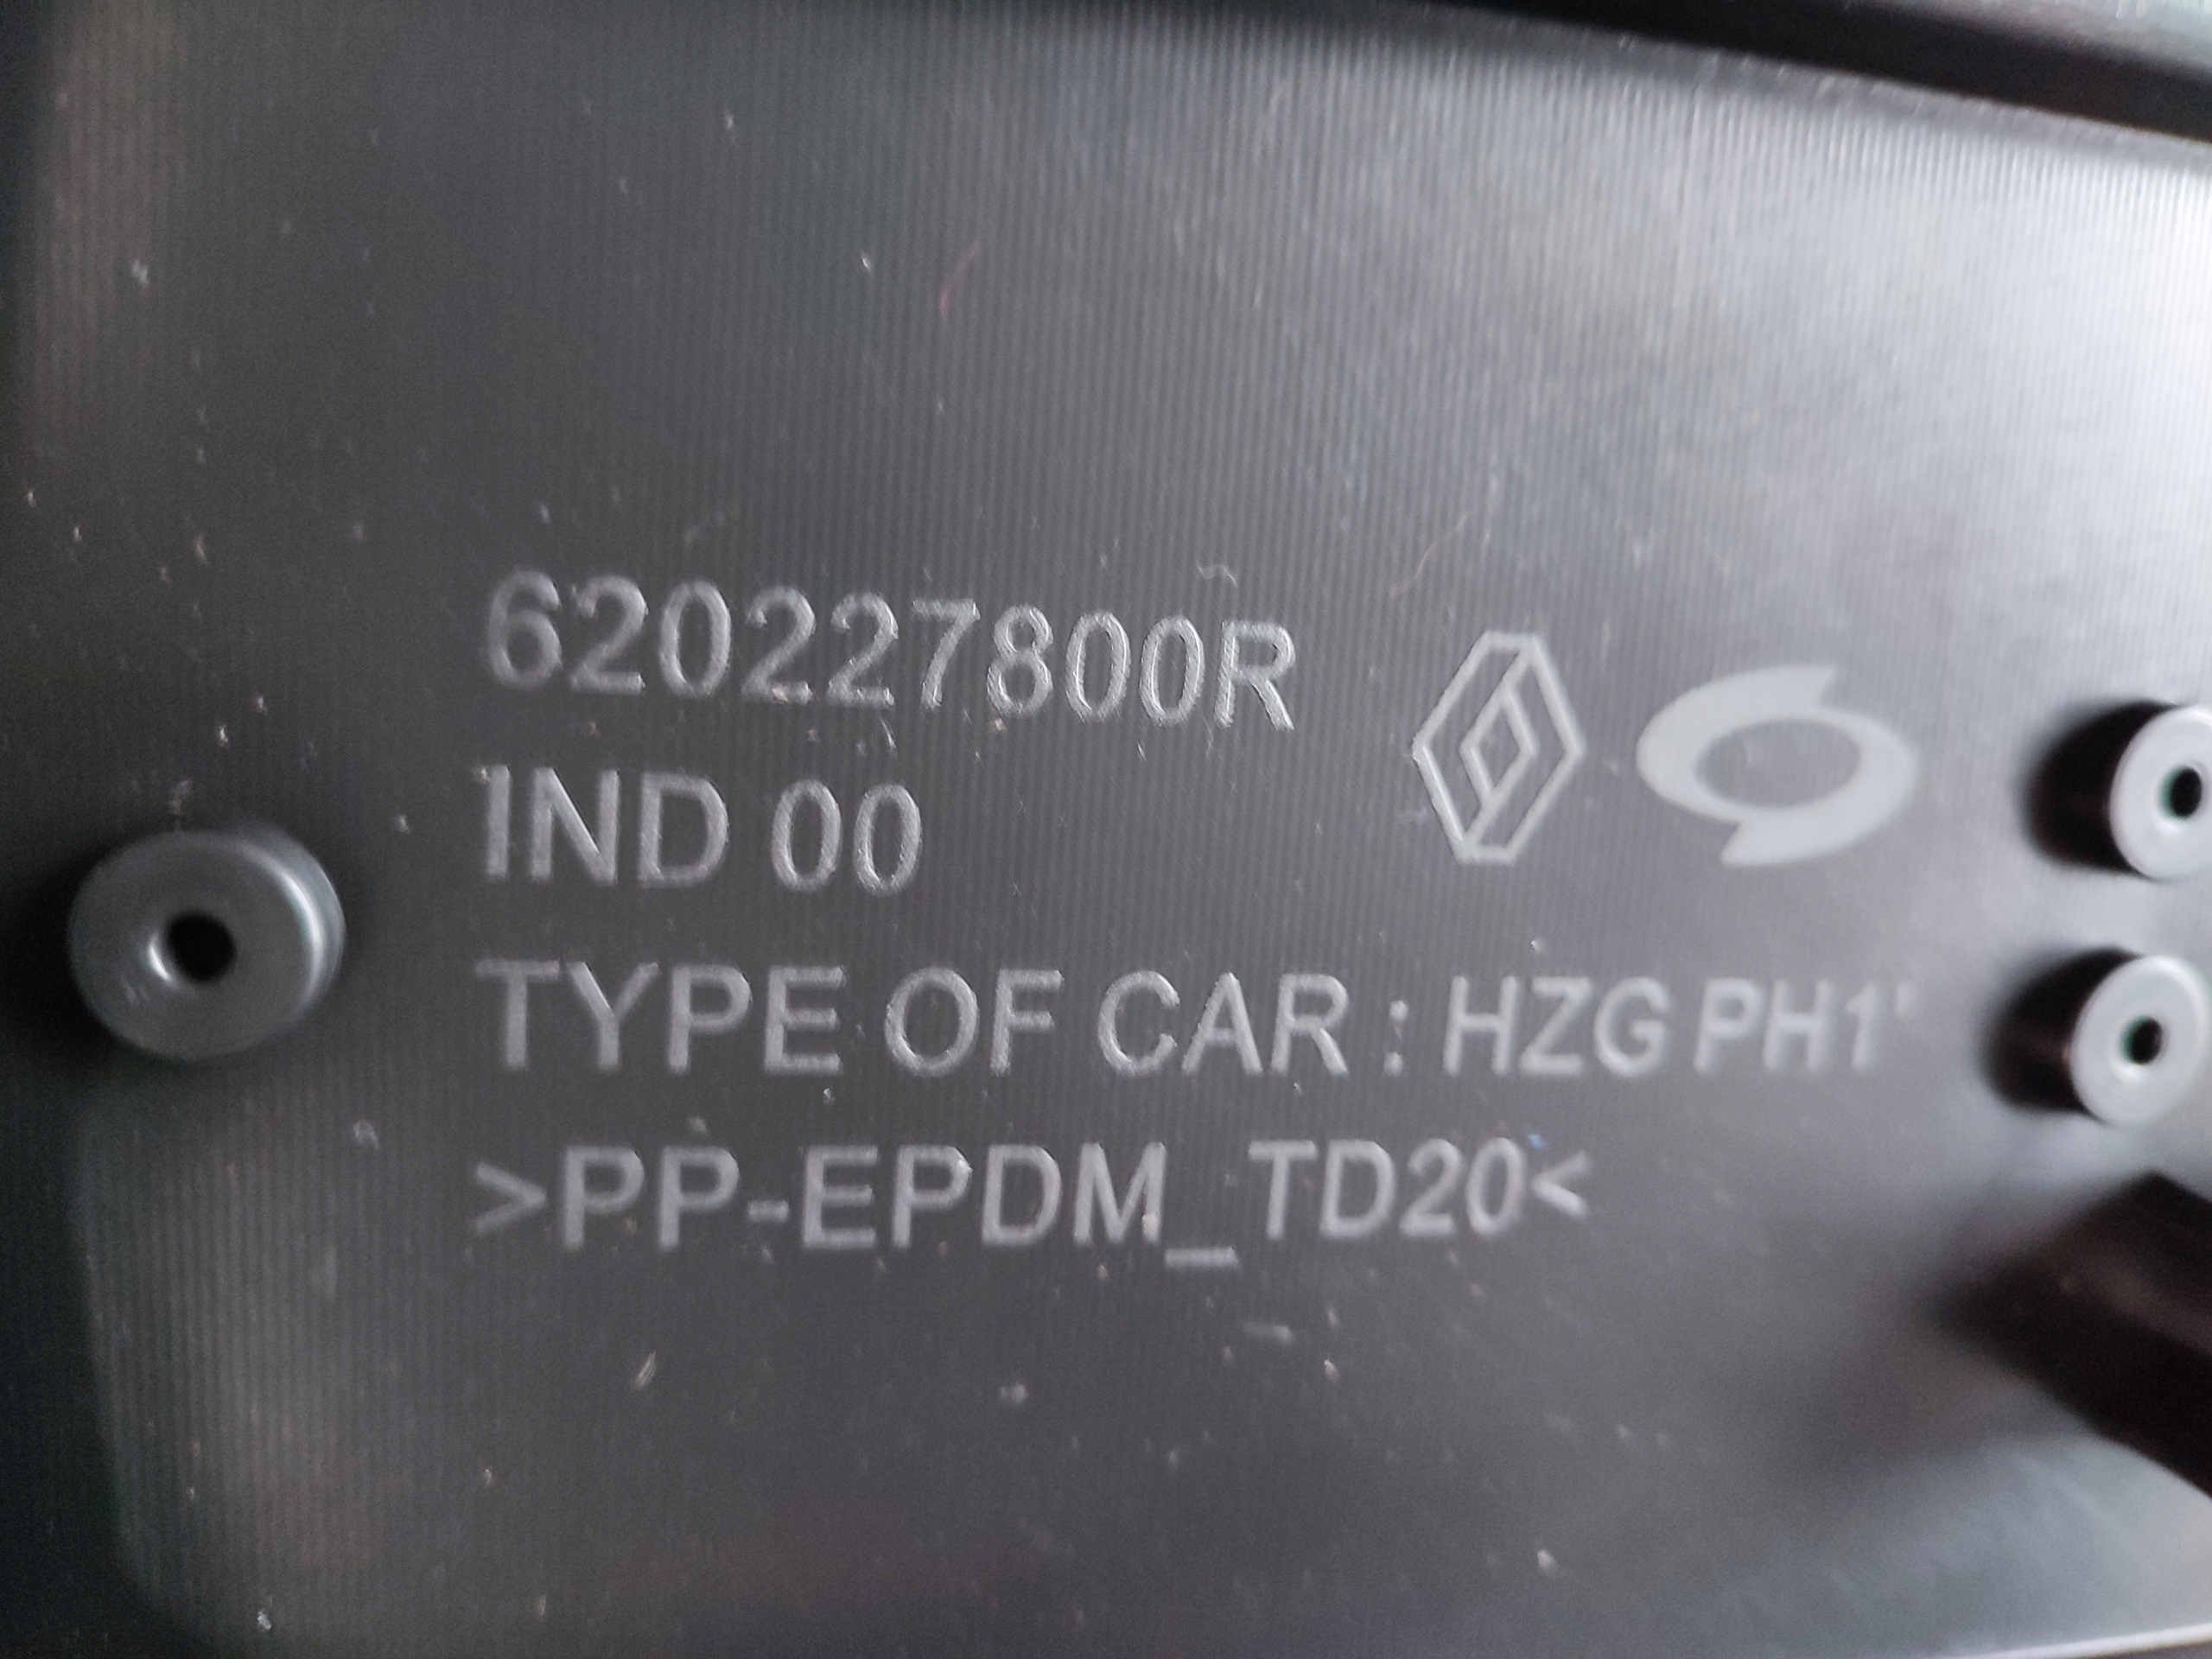 620227800R
IND 00
TYPE OF CAR : HZG PH1'
>PP-EPDM_TD20<